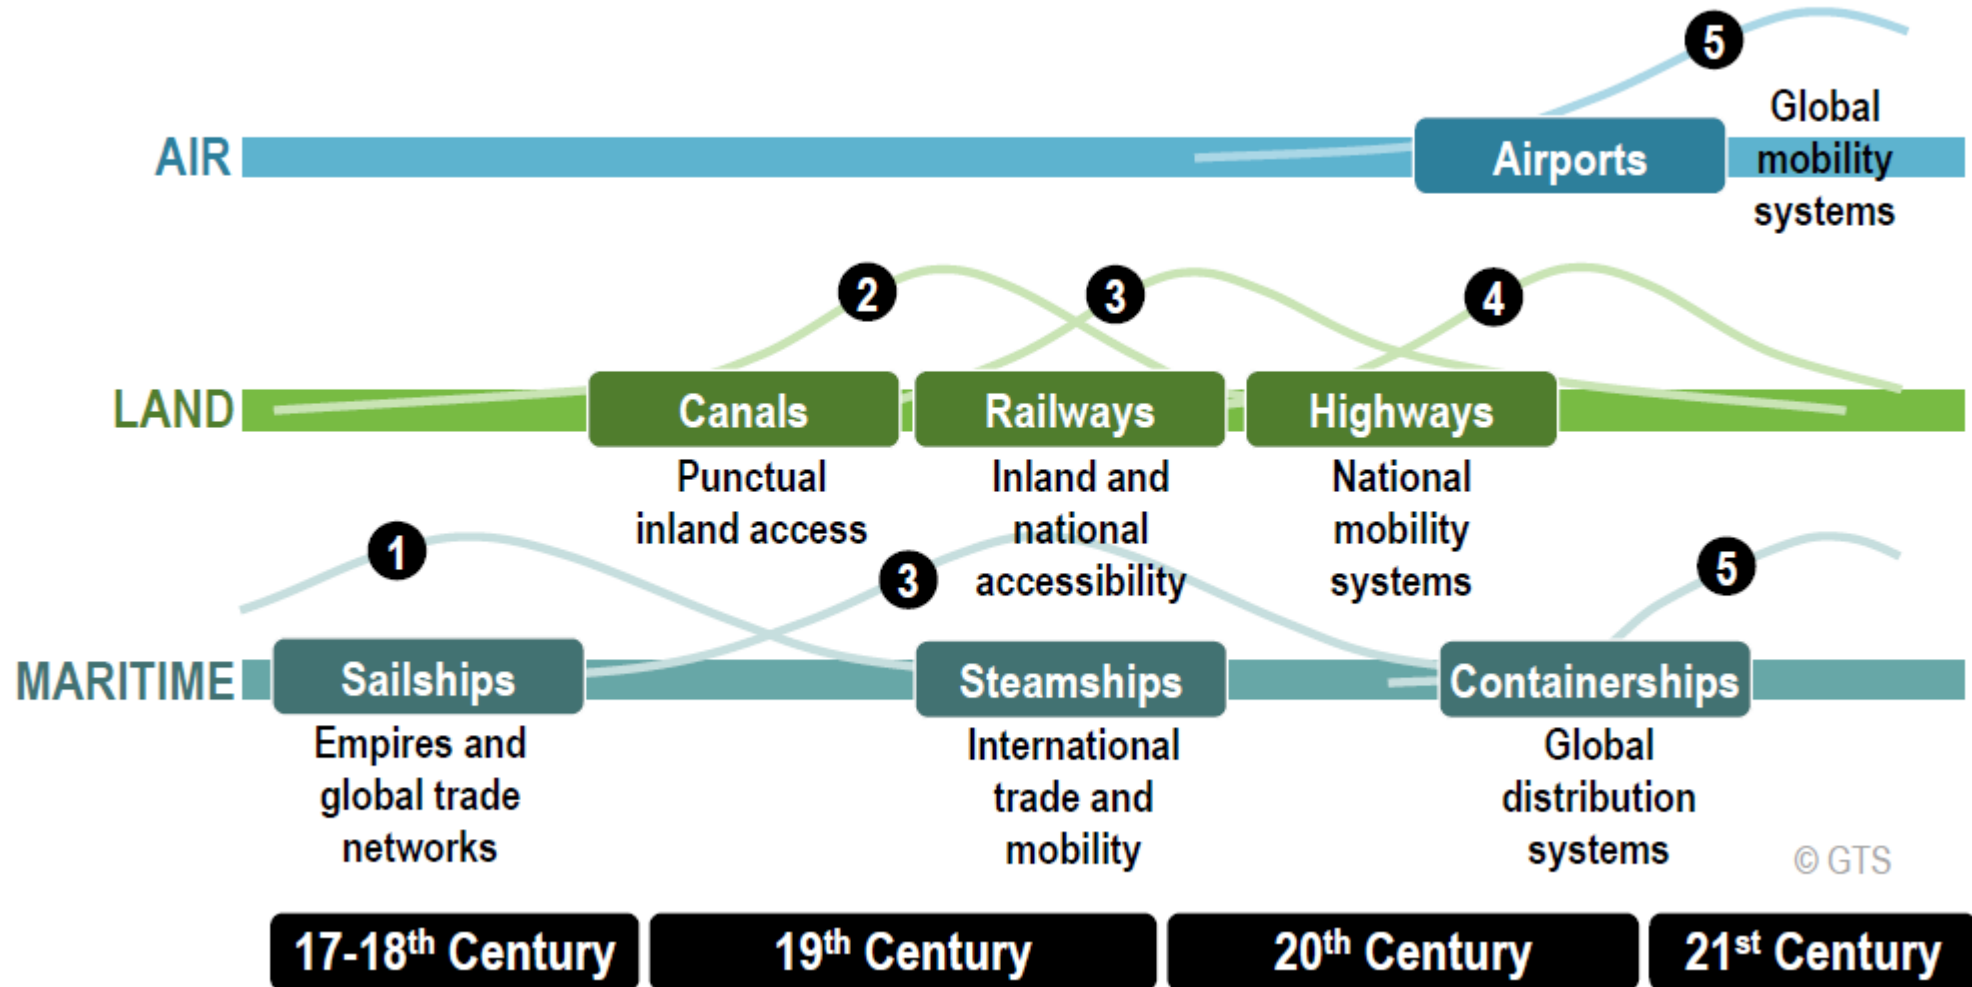 5
Global
mobility
systems
AIR
Airports
2
3
4
LAND
Canals
Railways
Highways
Punctual
inland access
Inland and
national
accessibility
National
mobility
systems
1
3
5
MARITIME
Sailships
Steamships
Containerships
Empires and
global trade
networks
International
trade and
mobility
Global
distribution
systems
© GTS
17-18th Century
19th Century
20th Century
21st Century